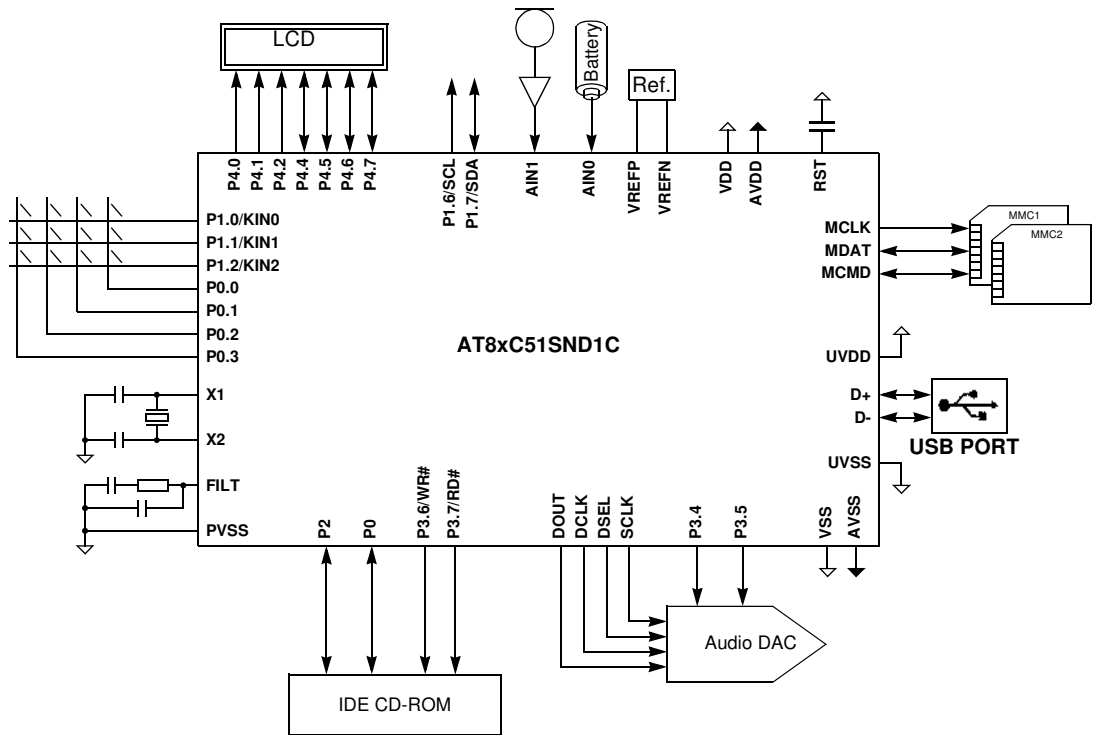 LCD
Battery
Ref.
P4.0
P4.1
P4.2
P4.4
P4.5
P4.6
P4.7
P1.6/SCL
P1.7/SDA
AIN1
AIN0
VREFP
VREFN
VDD
AVDD
RST
P1.0/KIN0
P1.1/KIN1
P1.2/KIN2
P0.0
P0.1
P0.2
P0.3
X1
X2
FILT
PVSS
AT8xC51SND1C
MCLK
MDAT
MCMD
MMC1
MMC2
UVDD
D+
D-
USB PORT
UVSS
P2
P0
P3.6/WR#
P3.7/RD#
DOUT
DCLK
DSEL
SCLK
P3.4
P3.5
VSS
AVSS
Audio DAC
IDE CD-ROM